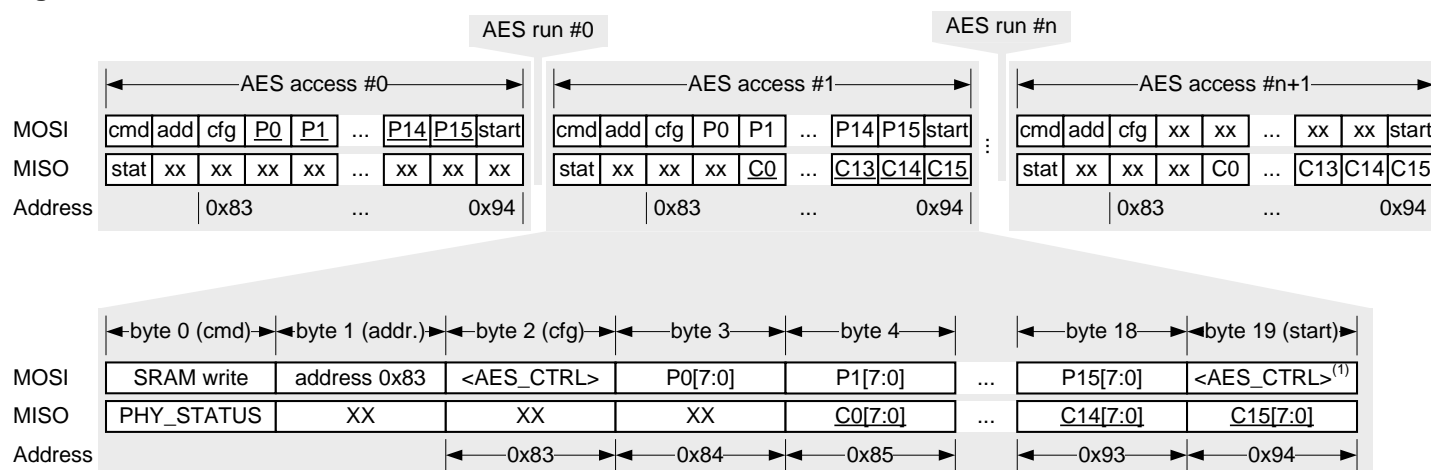 AES run #0 AES run #n
AES access #0 AES access #1 AES access #n+1
MOSI cmd add cfg P0 P1 ... P14 P15 start cmd add cfg P0 P1 ... P14 P15 start ... cmd add cfg xx xx ... xx xx start
MISO stat xx xx xx xx ... xx xx xx stat xx xx xx C0 ... C13 C14 C15 stat xx xx xx C0 ... C13 C14 C15
Address 0x83 ... 0x94 0x83 ... 0x94 0x83 ... 0x94
byte 0 (cmd) byte 1 (addr.) byte 2 (cfg) byte 3 byte 4 byte 18 byte 19 (start)
MOSI SRAM write address 0x83 <AES_CTRL> P0[7:0] P1[7:0] ... P15[7:0] <AES_CTRL>(1)
MISO PHY_STATUS XX XX XX C0[7:0] ... C14[7:0] C15[7:0]
Address 0x83 0x84 0x85 0x93 0x94